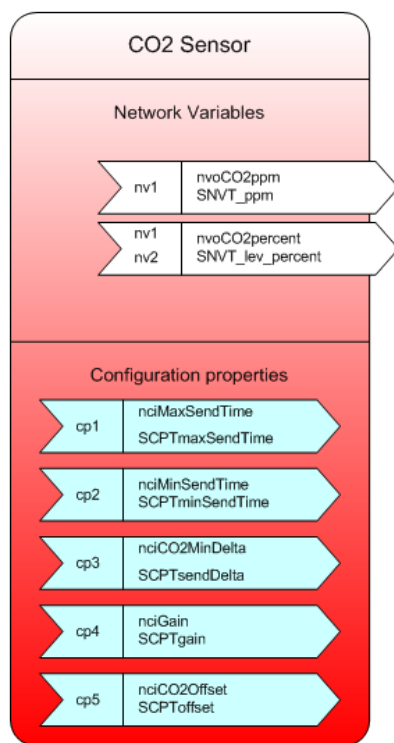 CO2 Sensor
Network Variables
nv1
nvoCO2ppm
SNVT_ppm
nv1
nv2
nvoCO2percent
SNVT_lev_percent
Configuration properties
cp1
nciMaxSendTime
SCPTmaxSendTime
cp2
nciMinSendTime
SCPTminSendTime
cp3
nciCO2MinDelta
SCPTsendDelta
cp4
nciGain
SCPTgain
cp5
nciCO2Offset
SCPToffset